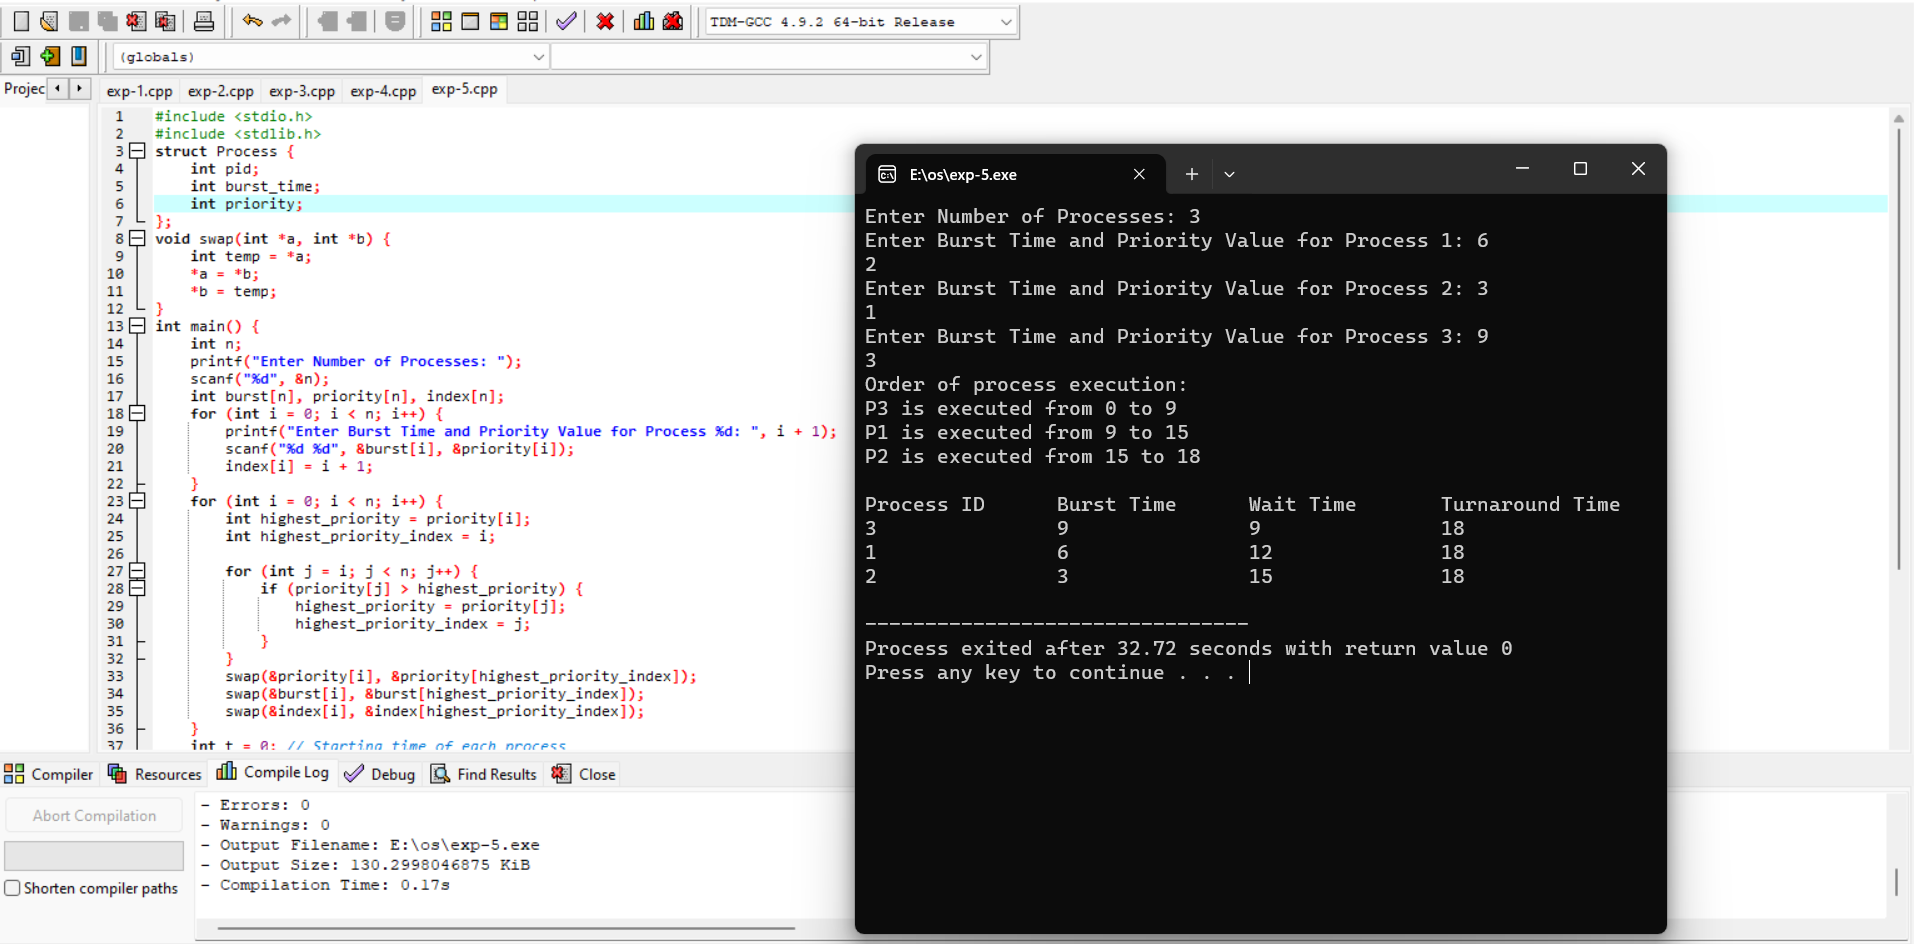 TDM-GCC 4.9.2 64-bit Release
(globals)
Projec
exp-1.cpp exp-2.cpp exp-3.cpp exp-4.cpp exp-5.cpp
1 #include <stdio.h>
2 #include <stdlib.h>
3 struct Process {
4 int pid;
5 int burst_time;
6 int priority;
7 };
8 void swap(int *a, int *b) {
9 int temp = *a;
10 *a = *b;
11 *b = temp;
12 }
13 int main() {
14 int n;
15 printf("Enter Number of Processes: ");
16 scanf("%d", &n);
17 int burst[n], priority[n], index[n];
18 for (int i = 0; i < n; i++) {
19 printf("Enter Burst Time and Priority Value for Process %d: ", i + 1);
20 scanf("%d %d", &burst[i], &priority[i]);
21 index[i] = i + 1;
22 }
23 for (int i = 0; i < n; i++) {
24 int highest_priority = priority[i];
25 int highest_priority_index = i;
26
27 for (int j = i; j < n; j++) {
28 if (priority[j] > highest_priority) {
29 highest_priority = priority[j];
30 highest_priority_index = j;
31 }
32 }
33 swap(&priority[i], &priority[highest_priority_index]);
34 swap(&burst[i], &burst[highest_priority_index]);
35 swap(&index[i], &index[highest_priority_index]);
36 }
37 int t = 0; // Starting time of each process
E:\os\exp-5.exe
Enter Number of Processes: 3
Enter Burst Time and Priority Value for Process 1: 6
2
Enter Burst Time and Priority Value for Process 2: 3
1
Enter Burst Time and Priority Value for Process 3: 9
3
Order of process execution:
P3 is executed from 0 to 9
P1 is executed from 9 to 15
P2 is executed from 15 to 18
Process ID Burst Time Wait Time Turnaround Time
3 9 9 18
1 6 12 18
2 3 15 18
--------------------------------
Process exited after 32.72 seconds with return value 0
Press any key to continue . . .
Compiler Resources Compile Log Debug Find Results Close
Abort Compilation
Shorten compiler paths
- Errors: 0
- Warnings: 0
- Output Filename: E:\os\exp-5.exe
- Output Size: 130.2998046875 KiB
- Compilation Time: 0.17s